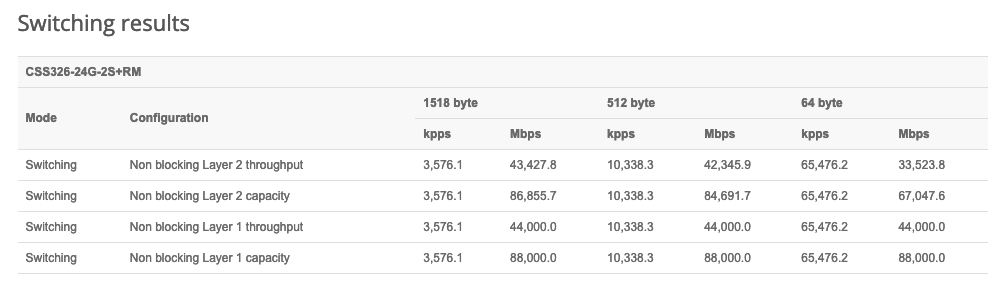 Switching results
CSS326-24G-2S+RM
Mode Configuration 1518 byte 512 byte 64 byte
kpps Mbps kpps Mbps kpps Mbps
Switching Non blocking Layer 2 throughput 3,576.1 43,427.8 10,338.3 42,345.9 65,476.2 33,523.8
Switching Non blocking Layer 2 capacity 3,576.1 86,855.7 10,338.3 84,691.7 65,476.2 67,047.6
Switching Non blocking Layer 1 throughput 3,576.1 44,000.0 10,338.3 44,000.0 65,476.2 44,000.0
Switching Non blocking Layer 1 capacity 3,576.1 88,000.0 10,338.3 88,000.0 65,476.2 88,000.0